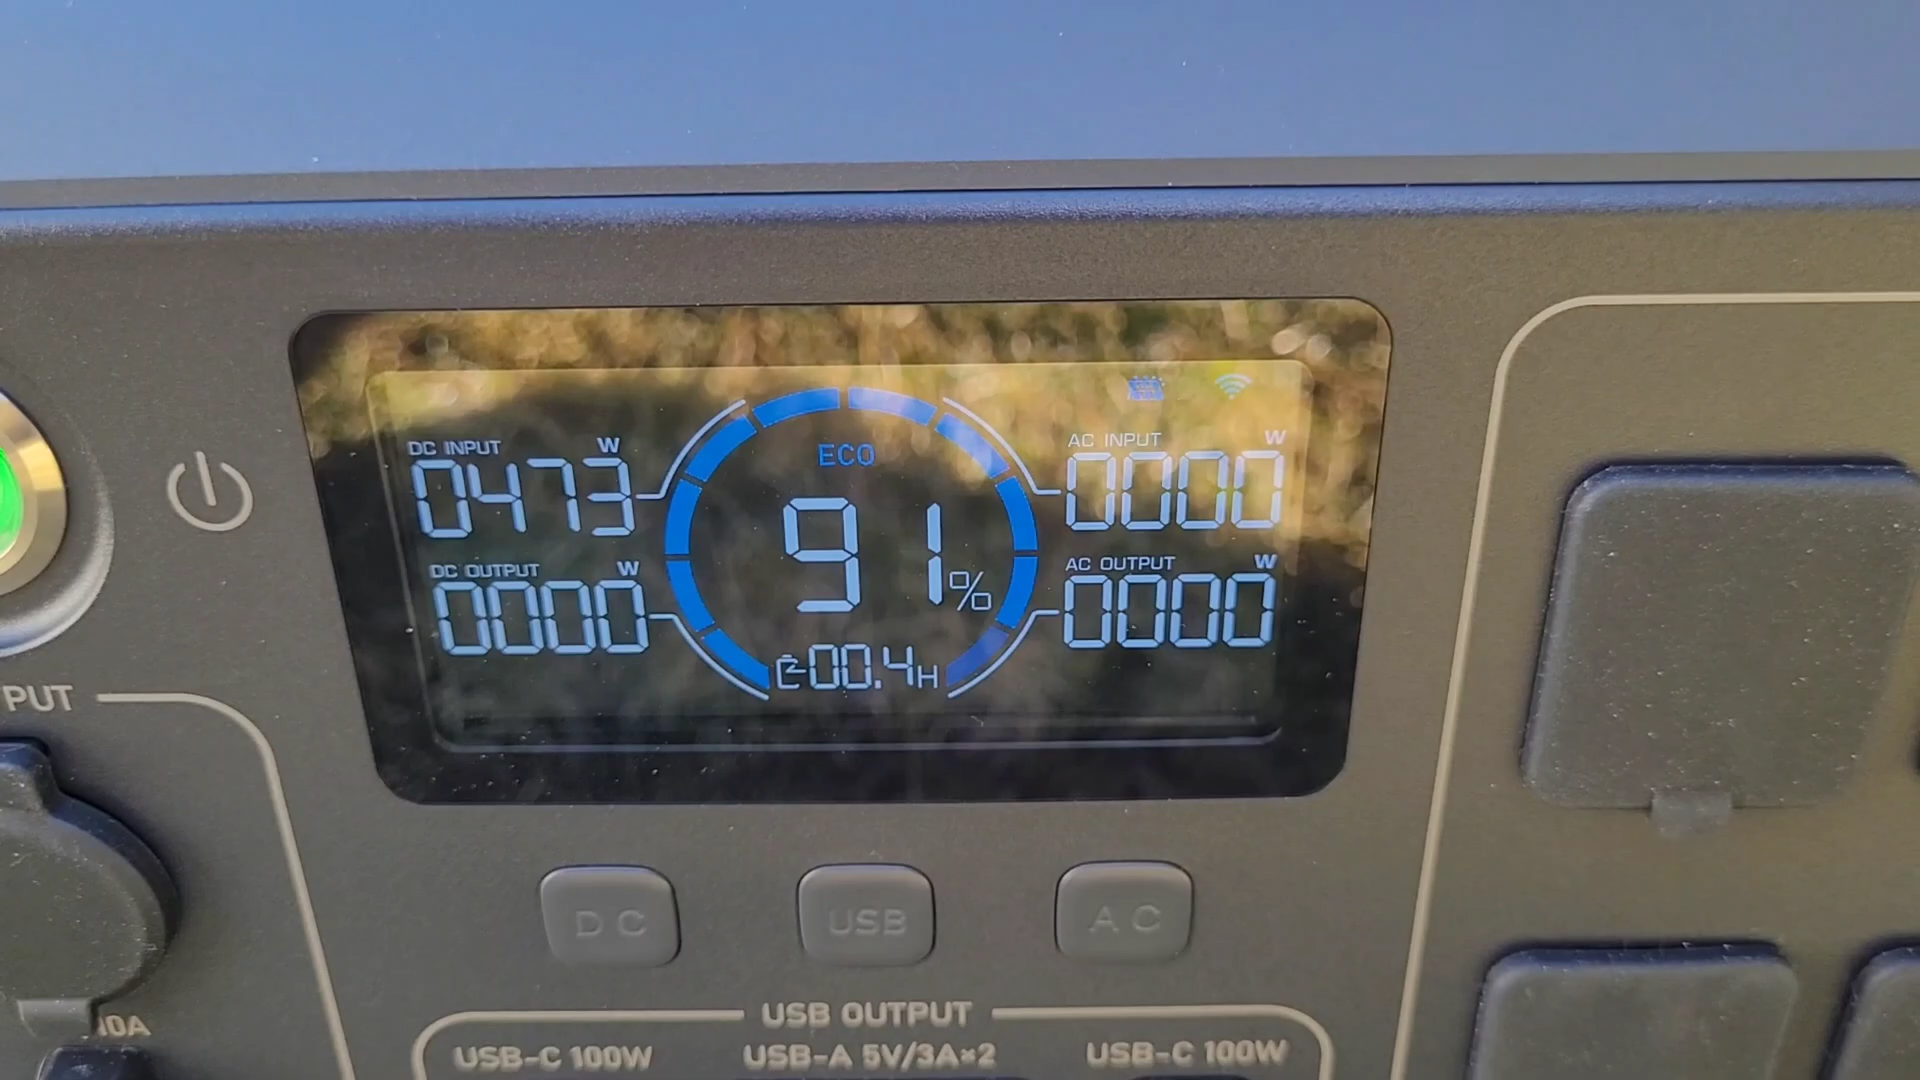 DC INPUT W
0473
DC OUTPUT W
0000
ECO
91%
00.4H
AC INPUT W
0000
AC OUTPUT W
0000
PUT
DC
USB
AC
10A
USB OUTPUT
USB-C 100W
USB-A 5V/3A×2
USB-C 100W